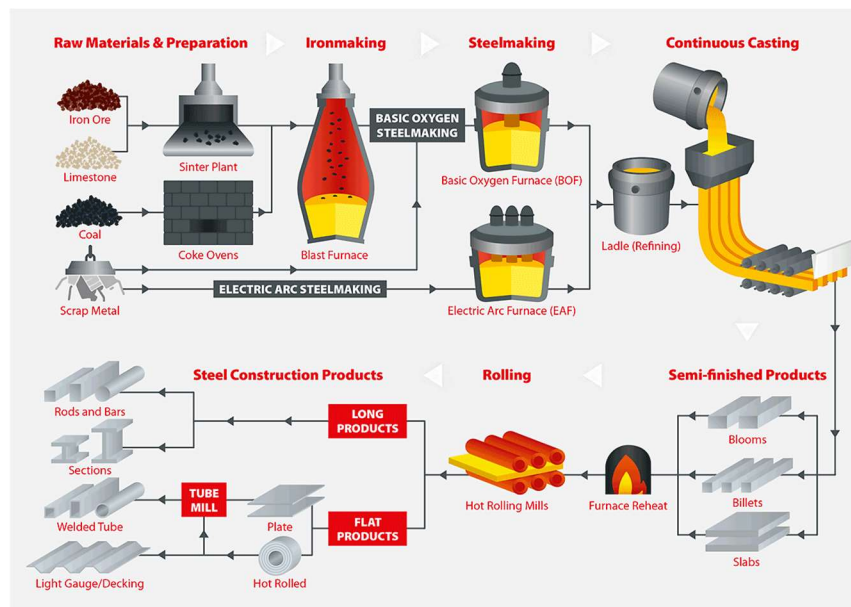 Raw Materials & Preparation
Ironmaking
Steelmaking
Continuous Casting
Iron Ore
Limestone
Sinter Plant
Coal
Coke Ovens
Scrap Metal
Blast Furnace
BASIC OXYGEN
STEELMAKING
ELECTRIC ARC STEELMAKING
Basic Oxygen Furnace (BOF)
Electric Arc Furnace (EAF)
Ladle (Refining)
Steel Construction Products
Rolling
Semi-finished Products
Rods and Bars
Sections
LONG
PRODUCTS
Welded Tube
TUBE
MILL
Plate
FLAT
PRODUCTS
Light Gauge/Decking
Hot Rolled
Hot Rolling Mills
Furnace Reheat
Blooms
Billets
Slabs